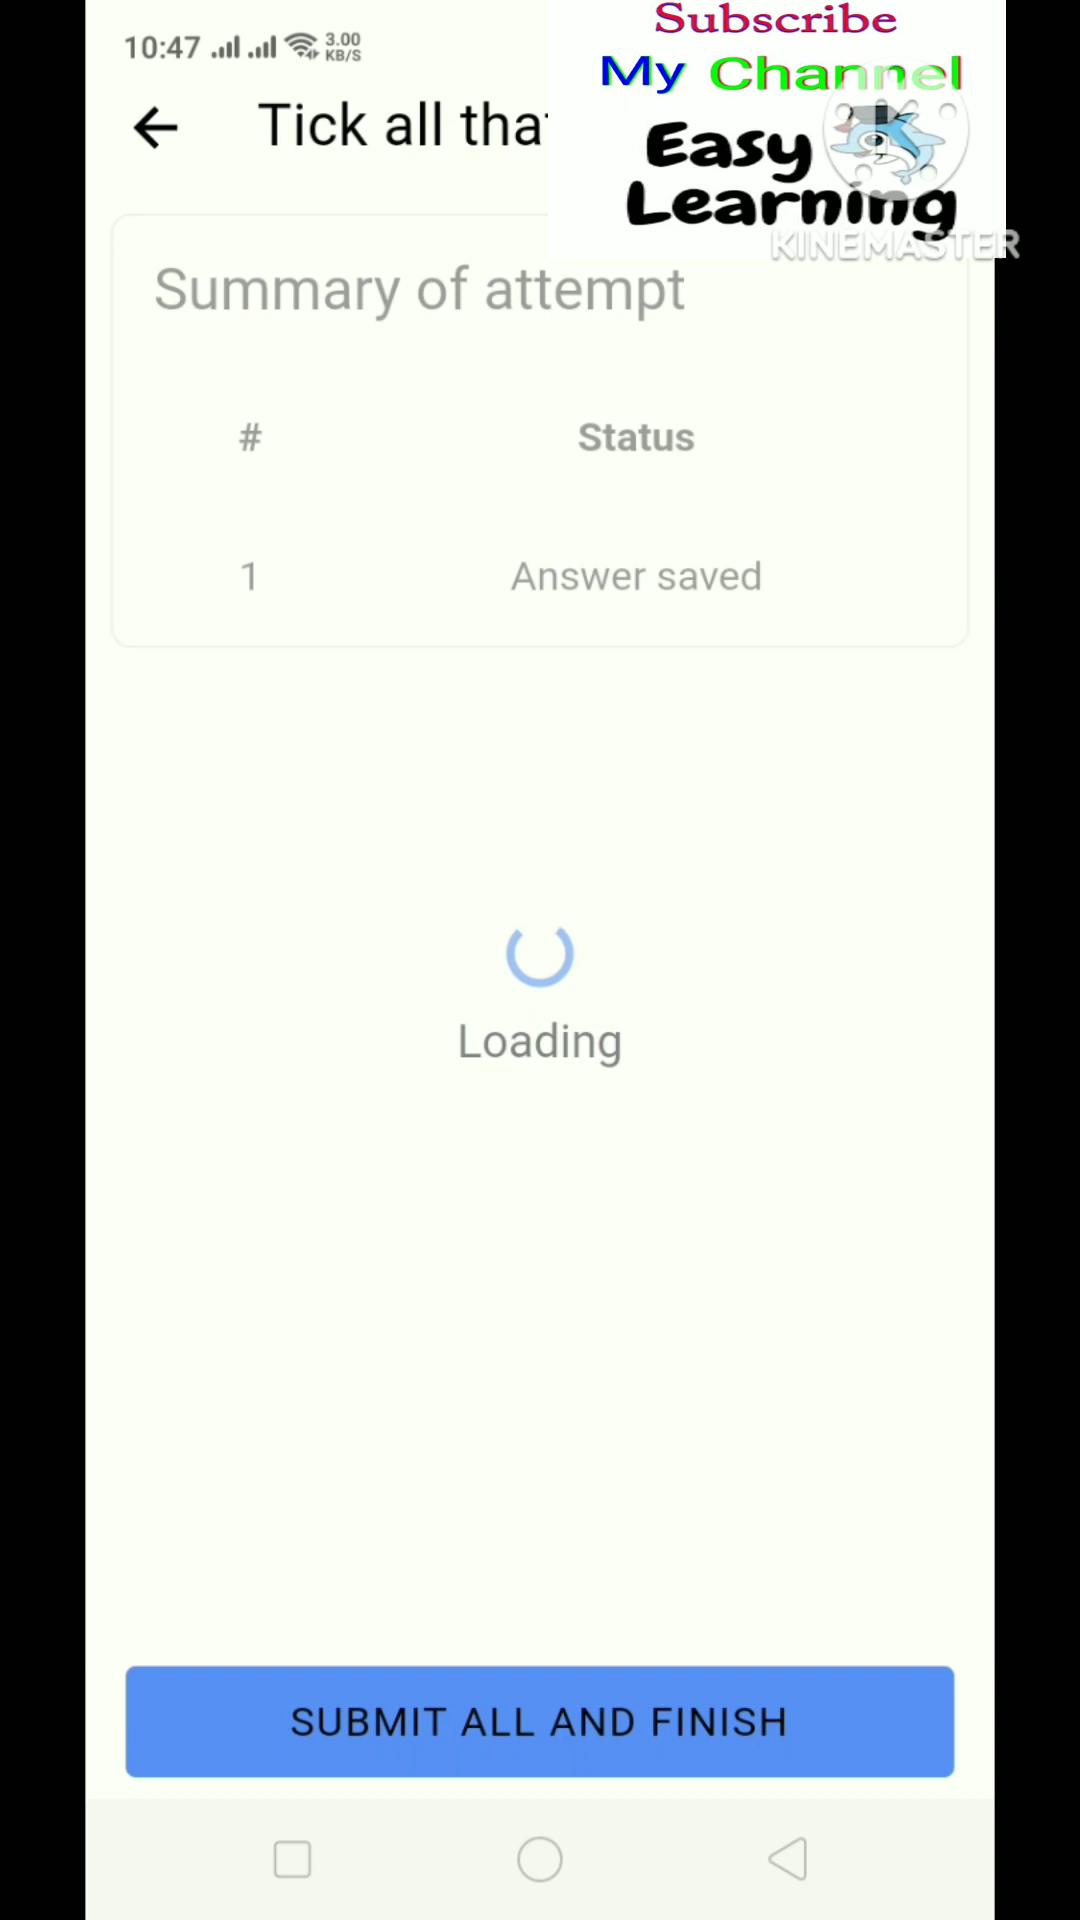 Subscribe
10:47 3.00 KB/S
My Channel
Tick all tha
Easy
Learning
KINEMASTER
Summary of attempt
# Status
1 Answer saved
Loading
SUBMIT ALL AND FINISH